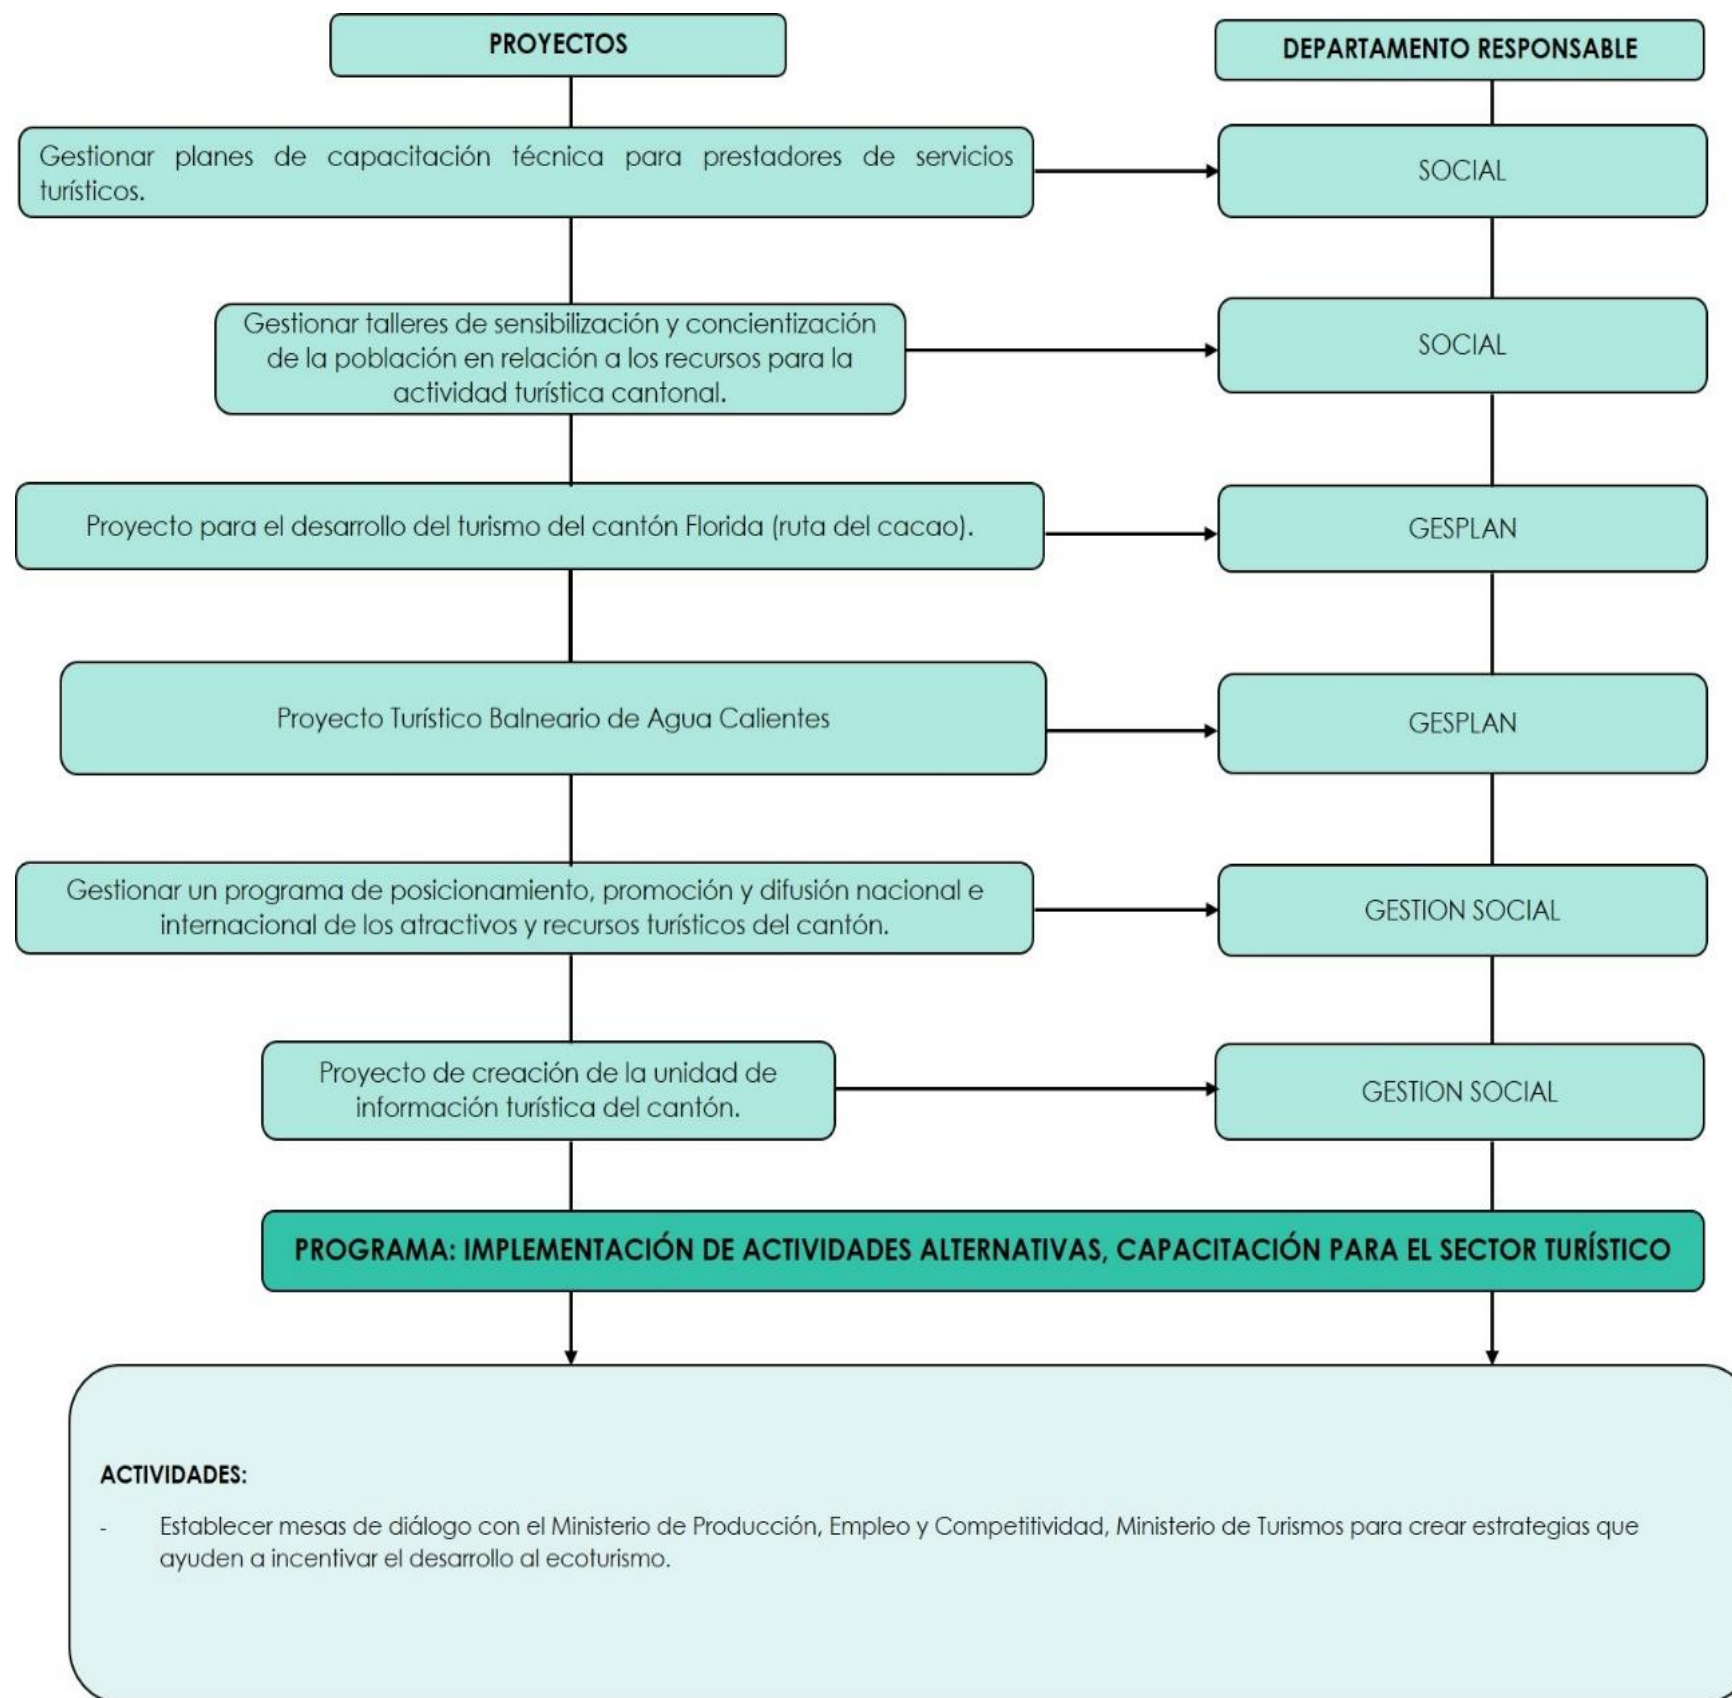 PROYECTOS
DEPARTAMENTO RESPONSABLE
Gestionar planes de capacitación técnica para prestadores de servicios
turísticos.
SOCIAL
Gestionar talleres de sensibilización y concientización
de la población en relación a los recursos para la
actividad turística cantonal.
SOCIAL
Proyecto para el desarrollo del turismo del cantón Florida (ruta del cacao).
GESPLAN
Proyecto Turístico Balneario de Agua Calientes
GESPLAN
Gestionar un programa de posicionamiento, promoción y difusión nacional e
internacional de los atractivos y recursos turísticos del cantón.
GESTION SOCIAL
Proyecto de creación de la unidad de
información turística del cantón.
GESTION SOCIAL
PROGRAMA: IMPLEMENTACIÓN DE ACTIVIDADES ALTERNATIVAS, CAPACITACIÓN PARA EL SECTOR TURÍSTICO
ACTIVIDADES:
- Establecer mesas de diálogo con el Ministerio de Producción, Empleo y Competitividad, Ministerio de Turismos para crear estrategias que
ayuden a incentivar el desarrollo al ecoturismo.